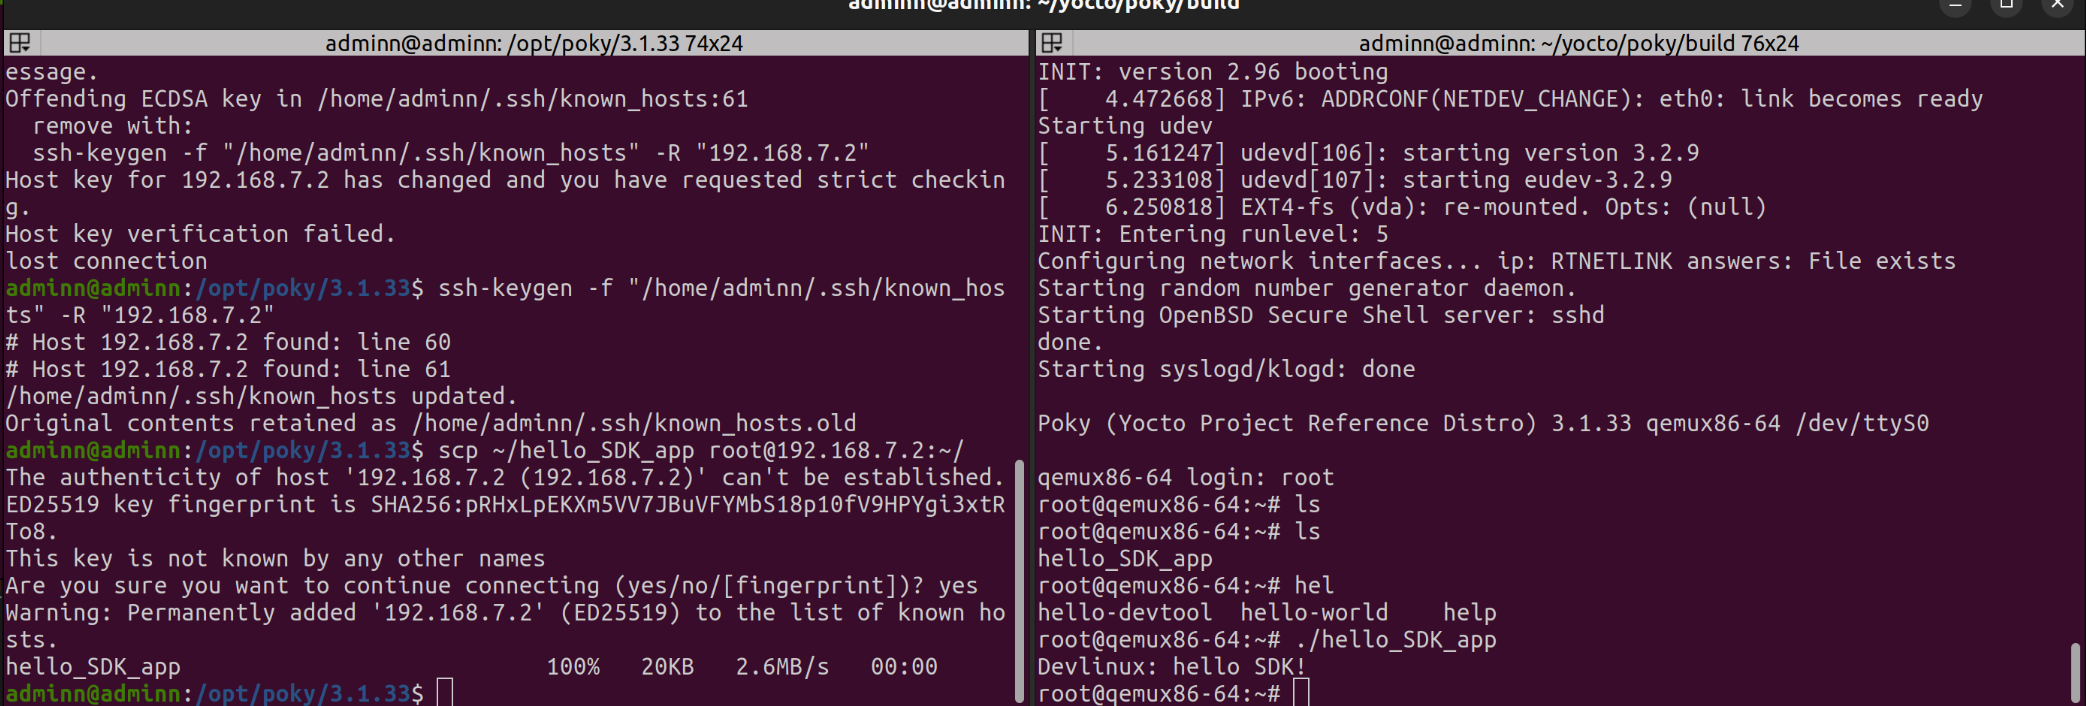 adminn@adminn: ~/yocto/poky/build
adminn@adminn: /opt/poky/3.1.33 74x24
essage.
Offending ECDSA key in /home/adminn/.ssh/known_hosts:61
  remove with:
  ssh-keygen -f "/home/adminn/.ssh/known_hosts" -R "192.168.7.2"
Host key for 192.168.7.2 has changed and you have requested strict checkin
g.
Host key verification failed.
lost connection
adminn@adminn:/opt/poky/3.1.33$ ssh-keygen -f "/home/adminn/.ssh/known_hos
ts" -R "192.168.7.2"
# Host 192.168.7.2 found: line 60
# Host 192.168.7.2 found: line 61
/home/adminn/.ssh/known_hosts updated.
Original contents retained as /home/adminn/.ssh/known_hosts.old
adminn@adminn:/opt/poky/3.1.33$ scp ~/hello_SDK_app root@192.168.7.2:~/
The authenticity of host '192.168.7.2 (192.168.7.2)' can't be established.
ED25519 key fingerprint is SHA256:pRHxLpEKXm5VV7JBuVFYMbS18p10fV9HPYgi3xtR
To8.
This key is not known by any other names
Are you sure you want to continue connecting (yes/no/[fingerprint])? yes
Warning: Permanently added '192.168.7.2' (ED25519) to the list of known ho
sts.
hello_SDK_app                           100%   20KB   2.6MB/s   00:00
adminn@adminn:/opt/poky/3.1.33$
adminn@adminn: ~/yocto/poky/build 76x24
INIT: version 2.96 booting
[    4.472668] IPv6: ADDRCONF(NETDEV_CHANGE): eth0: link becomes ready
Starting udev
[    5.161247] udevd[106]: starting version 3.2.9
[    5.233108] udevd[107]: starting eudev-3.2.9
[    6.250818] EXT4-fs (vda): re-mounted. Opts: (null)
INIT: Entering runlevel: 5
Configuring network interfaces... ip: RTNETLINK answers: File exists
Starting random number generator daemon.
Starting OpenBSD Secure Shell server: sshd
done.
Starting syslogd/klogd: done
Poky (Yocto Project Reference Distro) 3.1.33 qemux86-64 /dev/ttyS0
qemux86-64 login: root
root@qemux86-64:~# ls
root@qemux86-64:~# ls
hello_SDK_app
root@qemux86-64:~# hel
hello-devtool  hello-world    help
root@qemux86-64:~# ./hello_SDK_app
Devlinux: hello SDK!
root@qemux86-64:~#